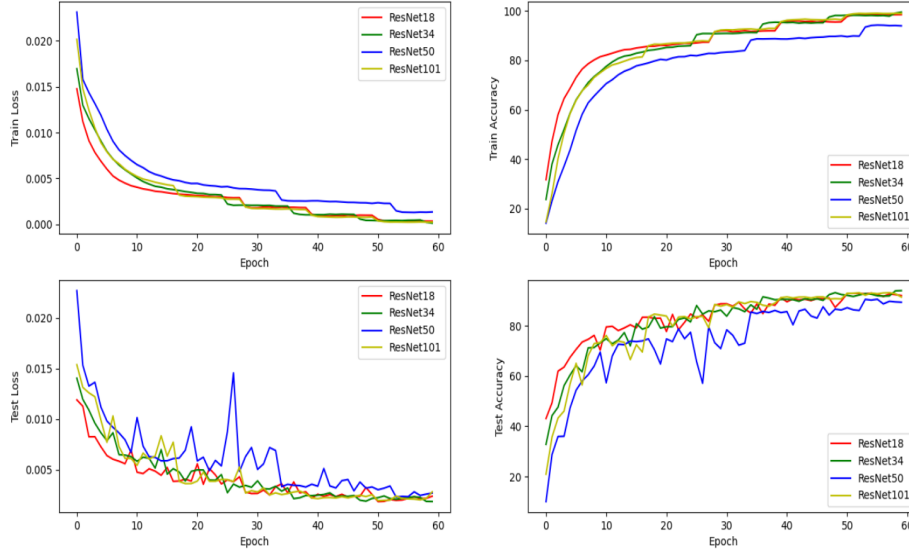 Train Loss
0.020
0.015
0.010
0.005
0.000
ResNet18
ResNet34
ResNet50
ResNet101
0 10 20 30 40 50 60
Epoch
Train Accuracy
100
80
60
40
20
ResNet18
ResNet34
ResNet50
ResNet101
0 10 20 30 40 50 60
Epoch
Test Loss
0.020
0.015
0.010
0.005
ResNet18
ResNet34
ResNet50
ResNet101
0 10 20 30 40 50 60
Epoch
Test Accuracy
80
60
40
20
ResNet18
ResNet34
ResNet50
ResNet101
0 10 20 30 40 50 60
Epoch